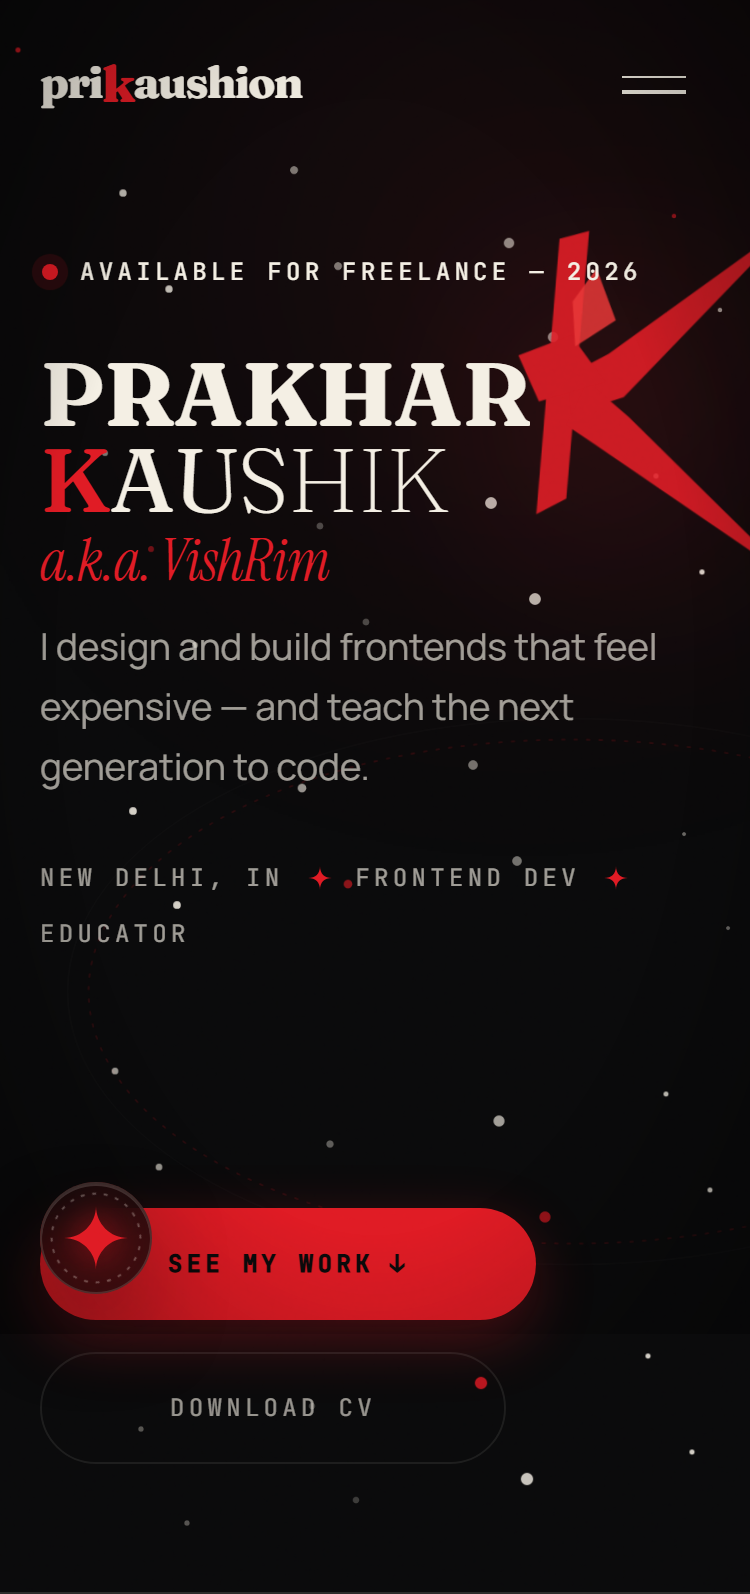 prikaushion
AVAILABLE FOR FREELANCE — 2026
PRAKHAR
KAUSHIK
a.k.a. VishRim
I design and build frontends that feel
expensive — and teach the next
generation to code.
NEW DELHI, IN ✦ FRONTEND DEV ✦
EDUCATOR
SEE MY WORK ↓
DOWNLOAD CV